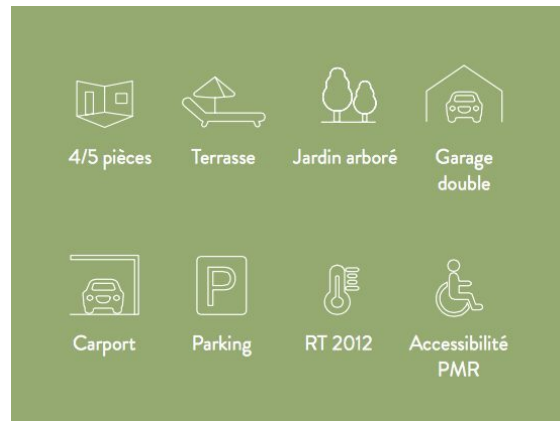 4/5 pièces
Terrasse
Jardin arboré
Garage
double
Carport
P
Parking
RT 2012
Accessibilité
PMR